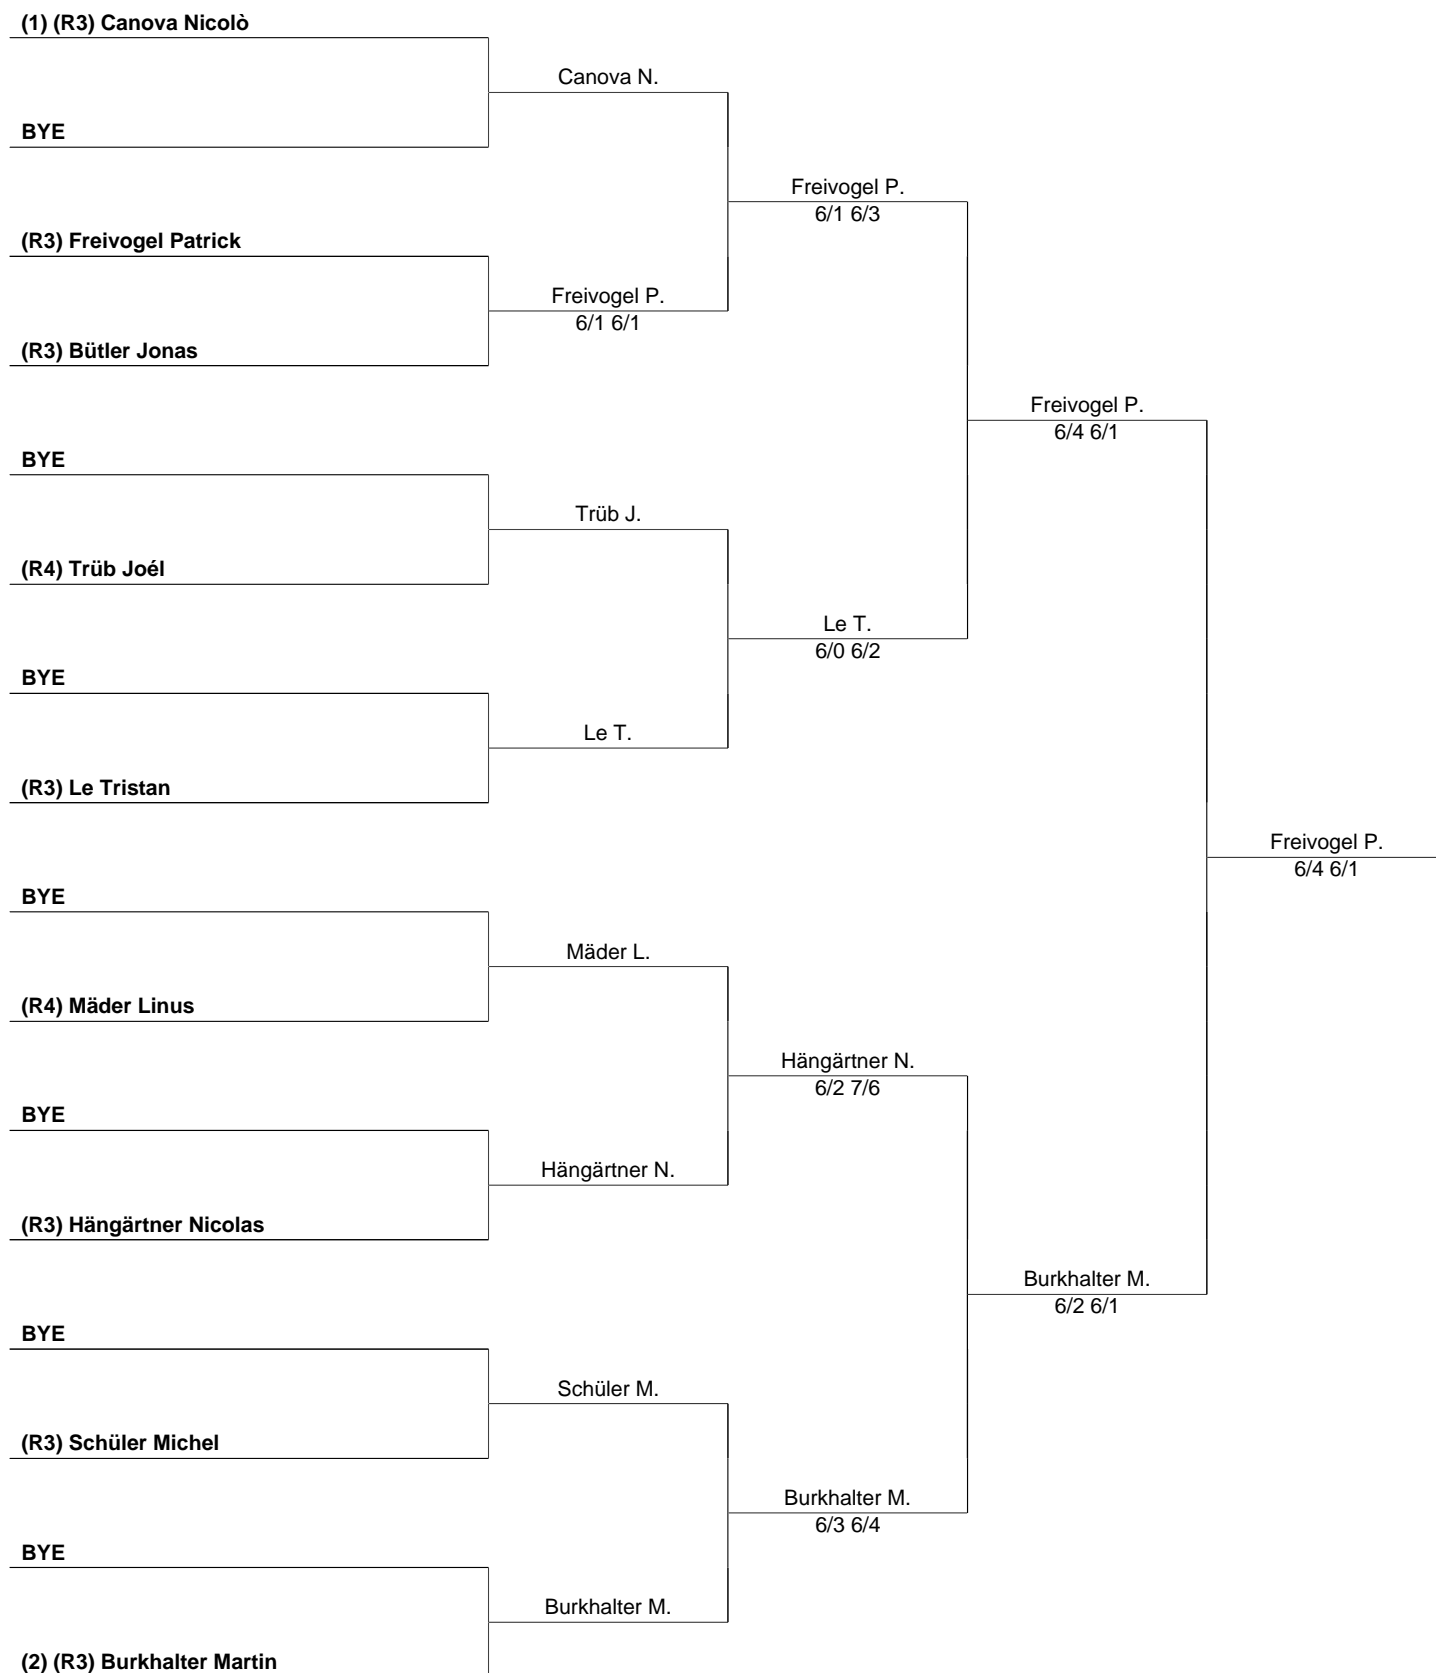 (1) (R3) Canova Nicolò
Canova N.
BYE
Freivogel P.
6/1 6/3
(R3) Freivogel Patrick
Freivogel P.
6/1 6/1
(R3) Bütler Jonas
Freivogel P.
6/4 6/1
BYE
Trüb J.
(R4) Trüb Joél
Le T.
6/0 6/2
BYE
Le T.
(R3) Le Tristan
Freivogel P.
6/4 6/1
BYE
Mäder L.
(R4) Mäder Linus
Hängärtner N.
6/2 7/6
BYE
Hängärtner N.
(R3) Hängärtner Nicolas
Burkhalter M.
6/2 6/1
BYE
Schüler M.
(R3) Schüler Michel
Burkhalter M.
6/3 6/4
BYE
Burkhalter M.
(2) (R3) Burkhalter Martin